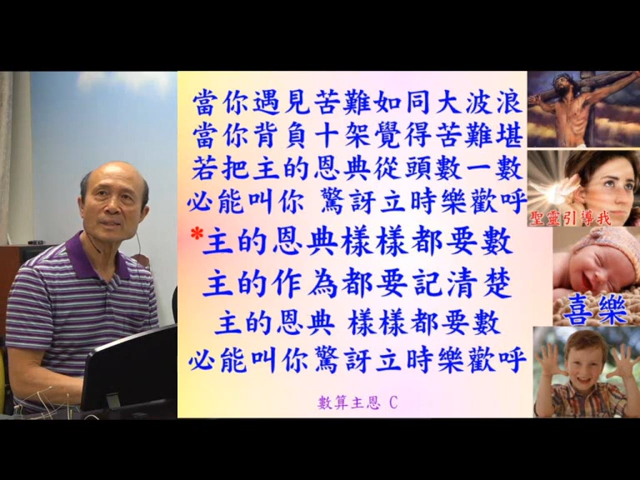 當你遇見苦難如同大波浪
當你背負十架覺得苦難堪
若把主的恩典從頭數一數
必能叫你 驚訝立時樂歡呼
*主的恩典樣樣都要數
主的作為都要記清楚
主的恩典 樣樣都要數
必能叫你驚訝立時樂歡呼
數算主恩 C
聖靈引導我
喜樂